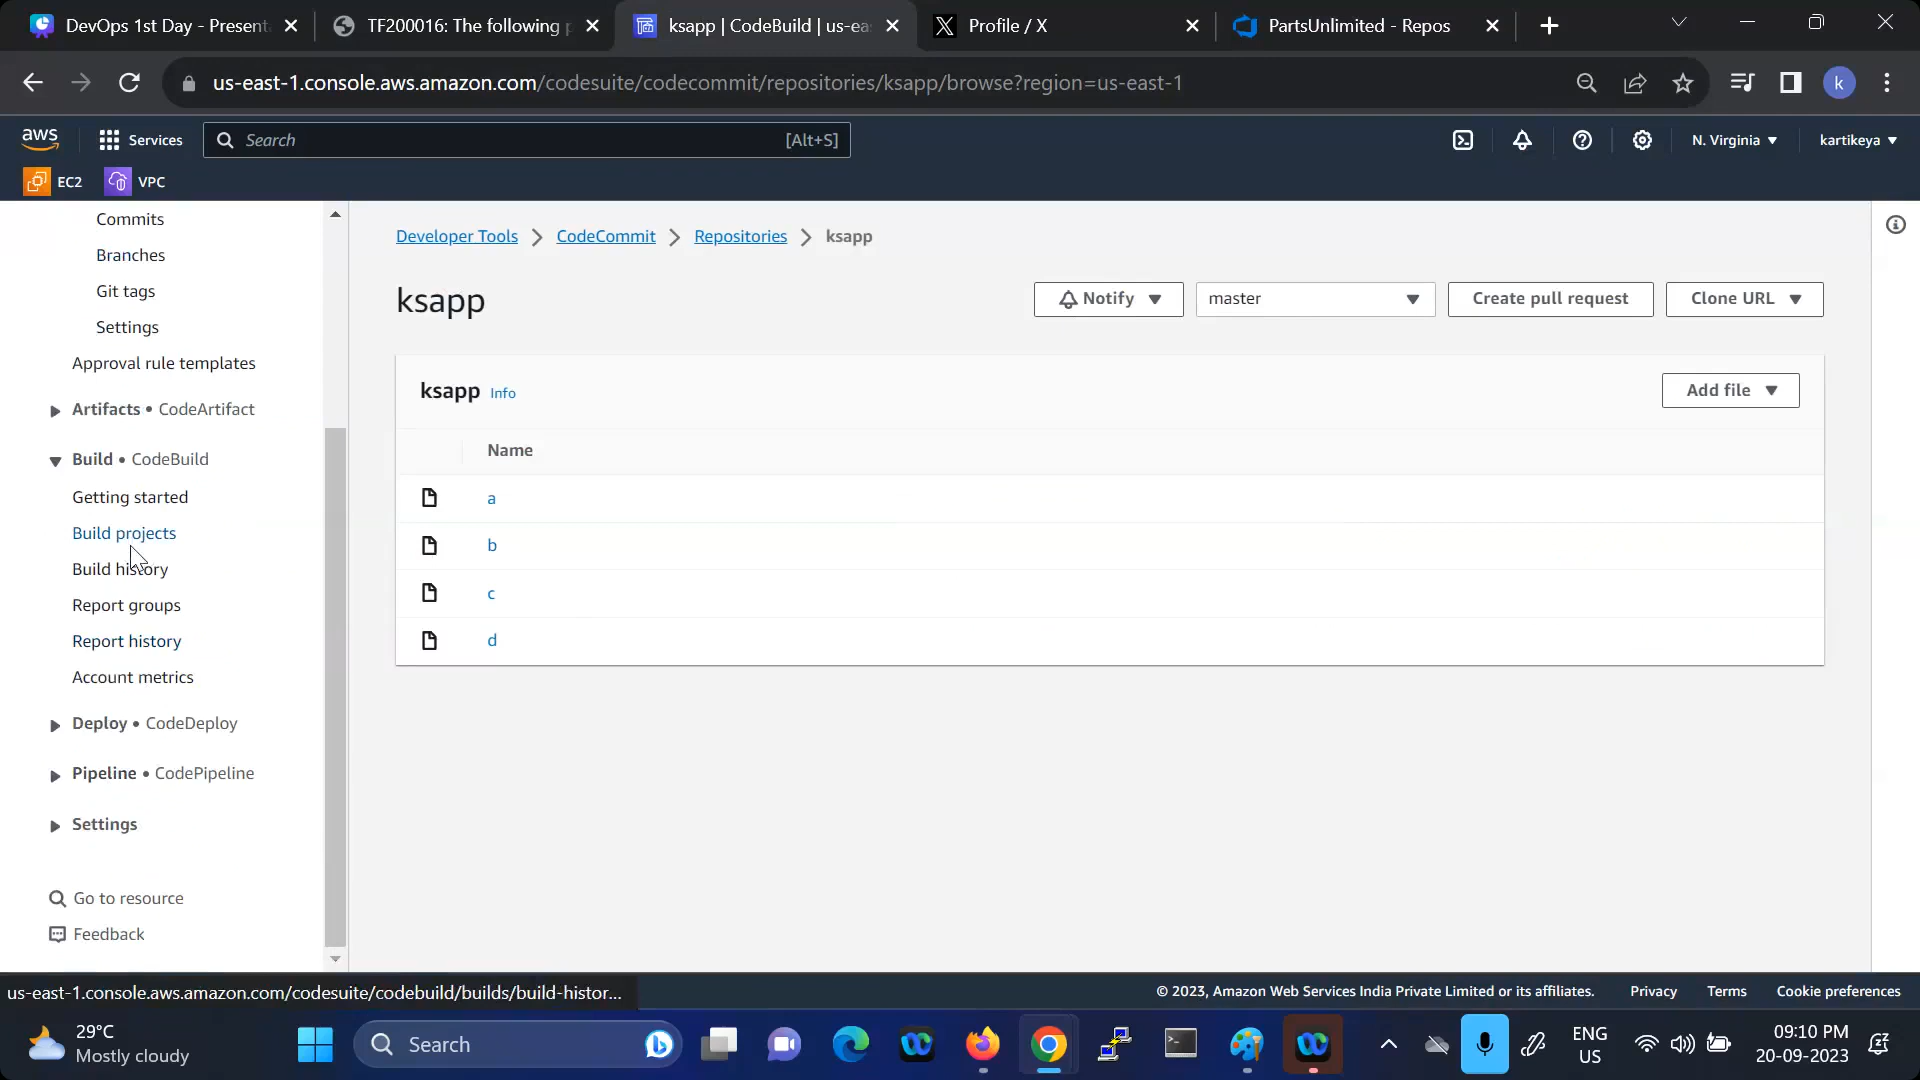 DevOps 1st Day - Present
TF200016: The following p
ksapp | CodeBuild | us-ea
Profile / X
PartsUnlimited - Repos
us-east-1.console.aws.amazon.com/codesuite/codecommit/repositories/ksapp/browse?region=us-east-1
k
aws
Services
Search
[Alt+S]
N. Virginia
kartikeya
EC2
VPC
Commits
Branches
Git tags
Settings
Approval rule templates
Artifacts • CodeArtifact
Build • CodeBuild
Getting started
Build projects
Build history
Report groups
Report history
Account metrics
Deploy • CodeDeploy
Pipeline • CodePipeline
Settings
Go to resource
Feedback
Developer Tools
CodeCommit
Repositories
ksapp
ksapp
Notify
master
Create pull request
Clone URL
ksapp Info
Add file
Name
a
b
c
d
us-east-1.console.aws.amazon.com/codesuite/codebuild/builds/build-histor...
© 2023, Amazon Web Services India Private Limited or its affiliates.
Privacy
Terms
Cookie preferences
29°C
Mostly cloudy
Search
ENG
US
09:10 PM
20-09-2023